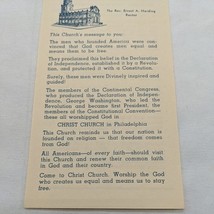 The Rev. Ernest A. Harding
Rector
This Church's message to you:
The men who founded America were convinced
that God creates men equal and
means them to be free.
They proclaimed this belief in the Declaration
of Independence, established it by a Revolution,
and protected it with a Constitution.
Surely, these men were Divinely inspired and
guided!
The members of the Continental Congress,
who proclaimed the Declaration of Independence,
George Washington, who led the
Revolution and became first President, the
members of the Constitutional Convention—
these all worshipped God in
CHRIST CHURCH in Philadelphia
This Church reminds us that our nation is
founded on religion — that freedom comes
from God!
All Americans—of every faith—should visit
this Church and renew their common faith in
God and their country.
Come to Christ Church. Worship the God
who creates us equal and means us to stay
free.